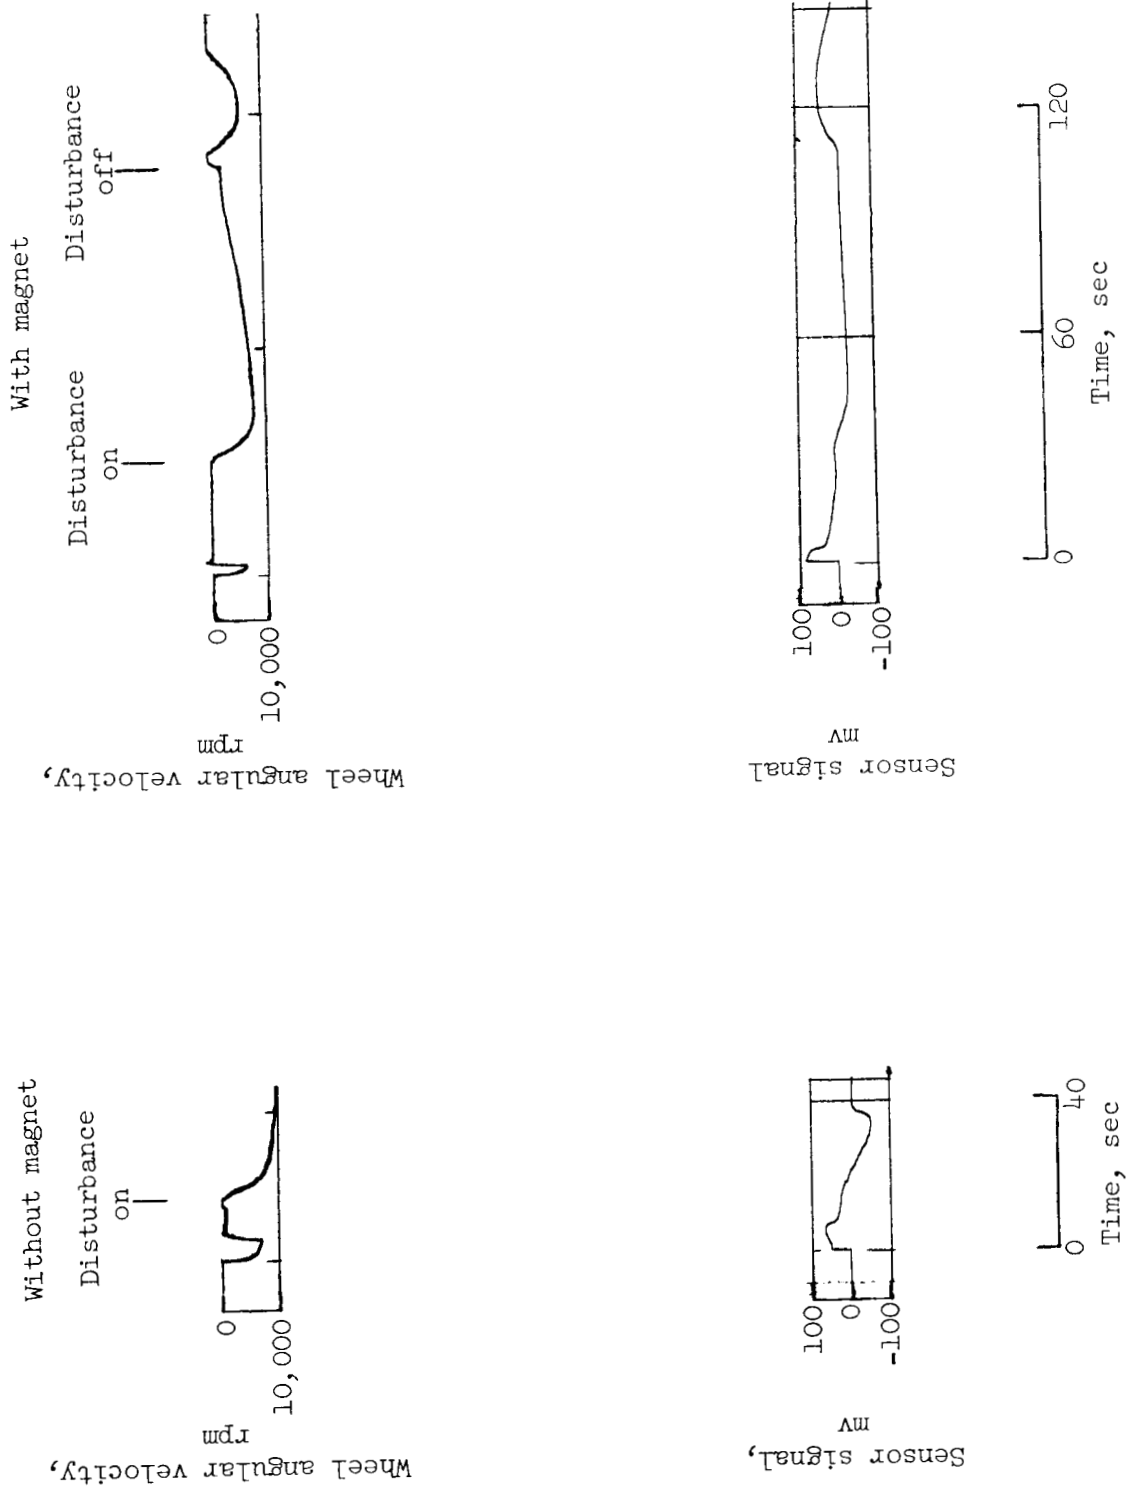 Without magnet
Disturbance
on
Wheel angular velocity,
rpm
0
10,000
Sensor signal,
mv
100
0
-100
0
40
Time, sec
With magnet
Disturbance
on
Disturbance
off
Wheel angular velocity,
rpm
0
10,000
Sensor signal
mv
100
0
-100
0
60
120
Time, sec